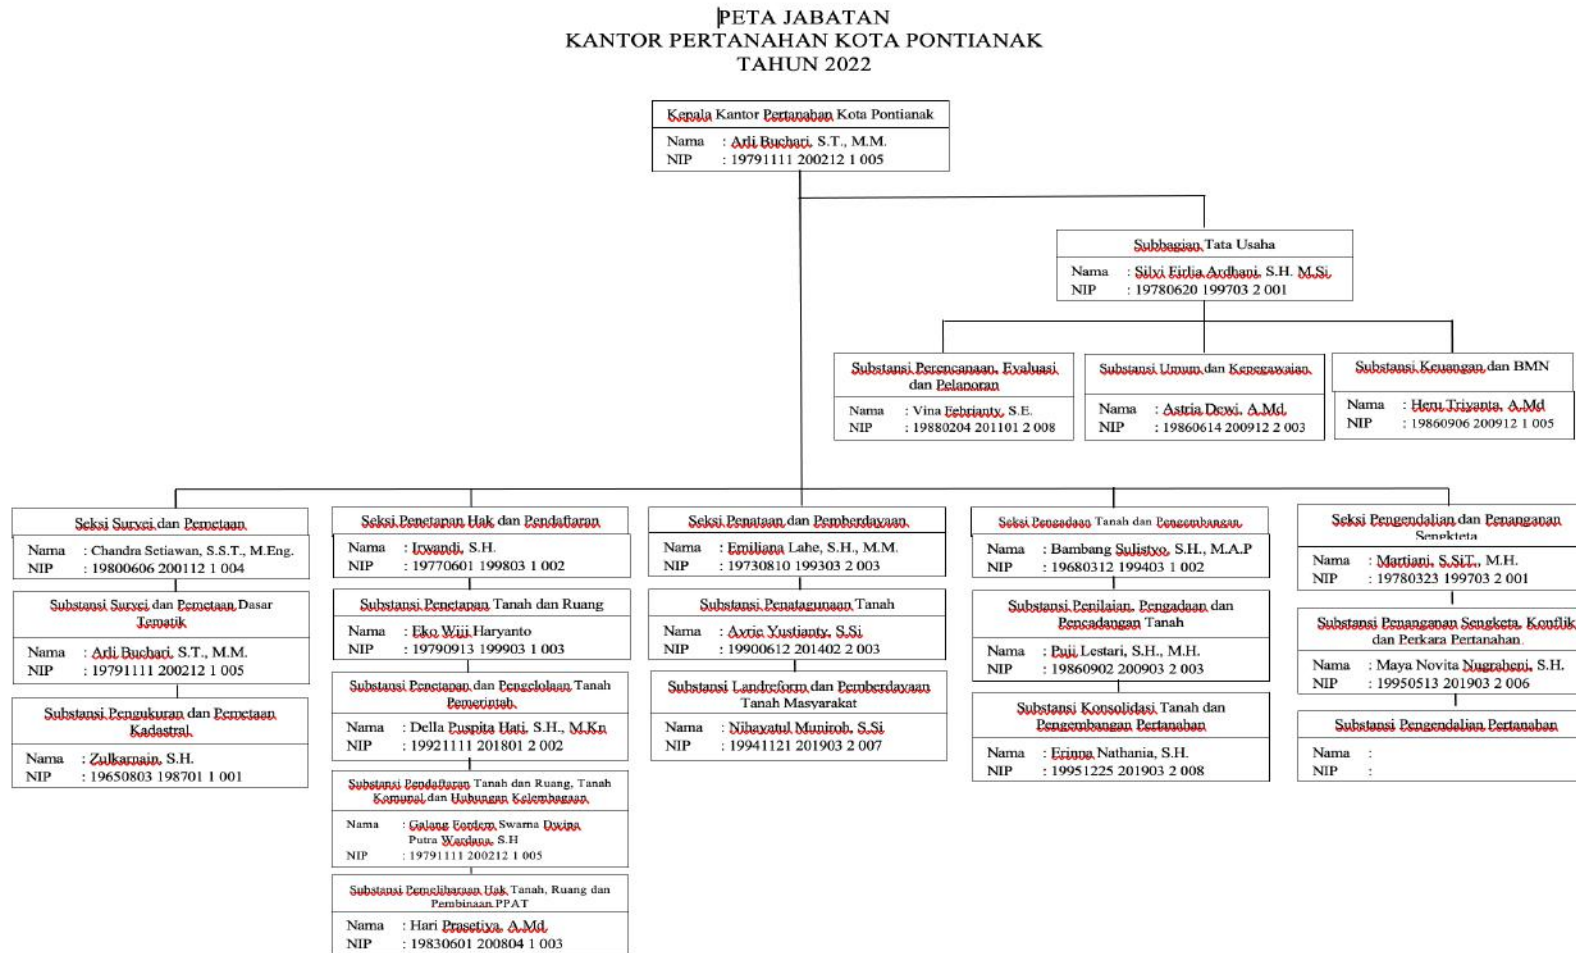 PETA JABATAN
KANTOR PERTANAHAN KOTA PONTIANAK
TAHUN 2022
Kepala Kantor Pertanahan Kota Pontianak
Nama : Arli Buchari, S.T., M.M.
NIP : 19791111 200212 1 005
Subbagian Tata Usaha
Nama : Silvi Firlia Ardhani, S.H. M.Si
NIP : 19780620 199703 2 001
Substansi Perencanaan, Evaluasi
dan Pelaporan
Nama : Vina Febrianty, S.E.
NIP : 19880204 201101 2 008
Substansi Umum dan Kepegawaian
Nama : Astria Dewi, A.Md
NIP : 19860614 200912 2 003
Substansi Keuangan dan BMN
Nama : Heru Triyanta, A.Md
NIP : 19860906 200912 1 005
Seksi Survei dan Pemetaan
Nama : Chandra Setiawan, S.S.T., M.Eng.
NIP : 19800606 200112 1 004
Substansi Survei dan Pemetaan Dasar
Tematik
Nama : Arli Buchari, S.T., M.M.
NIP : 19791111 200212 1 005
Substansi Pengukuran dan Pemetaan
Kadastral
Nama : Zulkarnain, S.H.
NIP : 19650803 198701 1 001
Seksi Penetapan Hak dan Pendaftaran
Nama : Irwandi, S.H.
NIP : 19770601 199803 1 002
Substansi Penetapan Tanah dan Ruang
Nama : Eko Wiji Haryanto
NIP : 19790913 199903 1 003
Substansi Penetapan dan Pengelolaan Tanah
Pemerintah
Nama : Della Puspita Hati, S.H., M.Kn
NIP : 19921111 201801 2 002
Substansi Pendaftaran Tanah dan Ruang, Tanah
Komunal dan Hubungan Kelembagaan
Nama : Galang Fordem Swarna Dwipa
Putra Wardana, S.H
NIP : 19791111 200212 1 005
Substansi Pemeliharaan Hak Tanah, Ruang dan
Pembinaan PPAT
Nama : Hari Prasetiya, A.Md
NIP : 19830601 200804 1 003
Seksi Penataan dan Pemberdayaan
Nama : Emiliana Lahe, S.H., M.M.
NIP : 19730810 199303 2 003
Substansi Penatagunaan Tanah
Nama : Ayrie Yustianty, S.Si
NIP : 19900612 201402 2 003
Substansi Landreform dan Pemberdayaan
Tanah Masyarakat
Nama : Nihayatul Muniroh, S.Si
NIP : 19941121 201903 2 007
Seksi Pengadaan Tanah dan Pengembangan
Nama : Bambang Sulistyo, S.H., M.A.P
NIP : 19680312 199403 1 002
Substansi Penilaian, Pengadaan dan
Pencadangan Tanah
Nama : Puji Lestari, S.H., M.H.
NIP : 19860902 200903 2 003
Substansi Konsolidasi Tanah dan
Pengembangan Pertanahan
Nama : Erinna Nathania, S.H.
NIP : 19951225 201903 2 008
Seksi Pengendalian dan Penanganan
Sengkteta
Nama : Martiani, S.SiT., M.H.
NIP : 19780323 199703 2 001
Substansi Penanganan Sengketa, Konflik
dan Perkara Pertanahan
Nama : Maya Novita Nugraheni, S.H.
NIP : 19950513 201903 2 006
Substansi Pengendalian Pertanahan
Nama :
NIP :